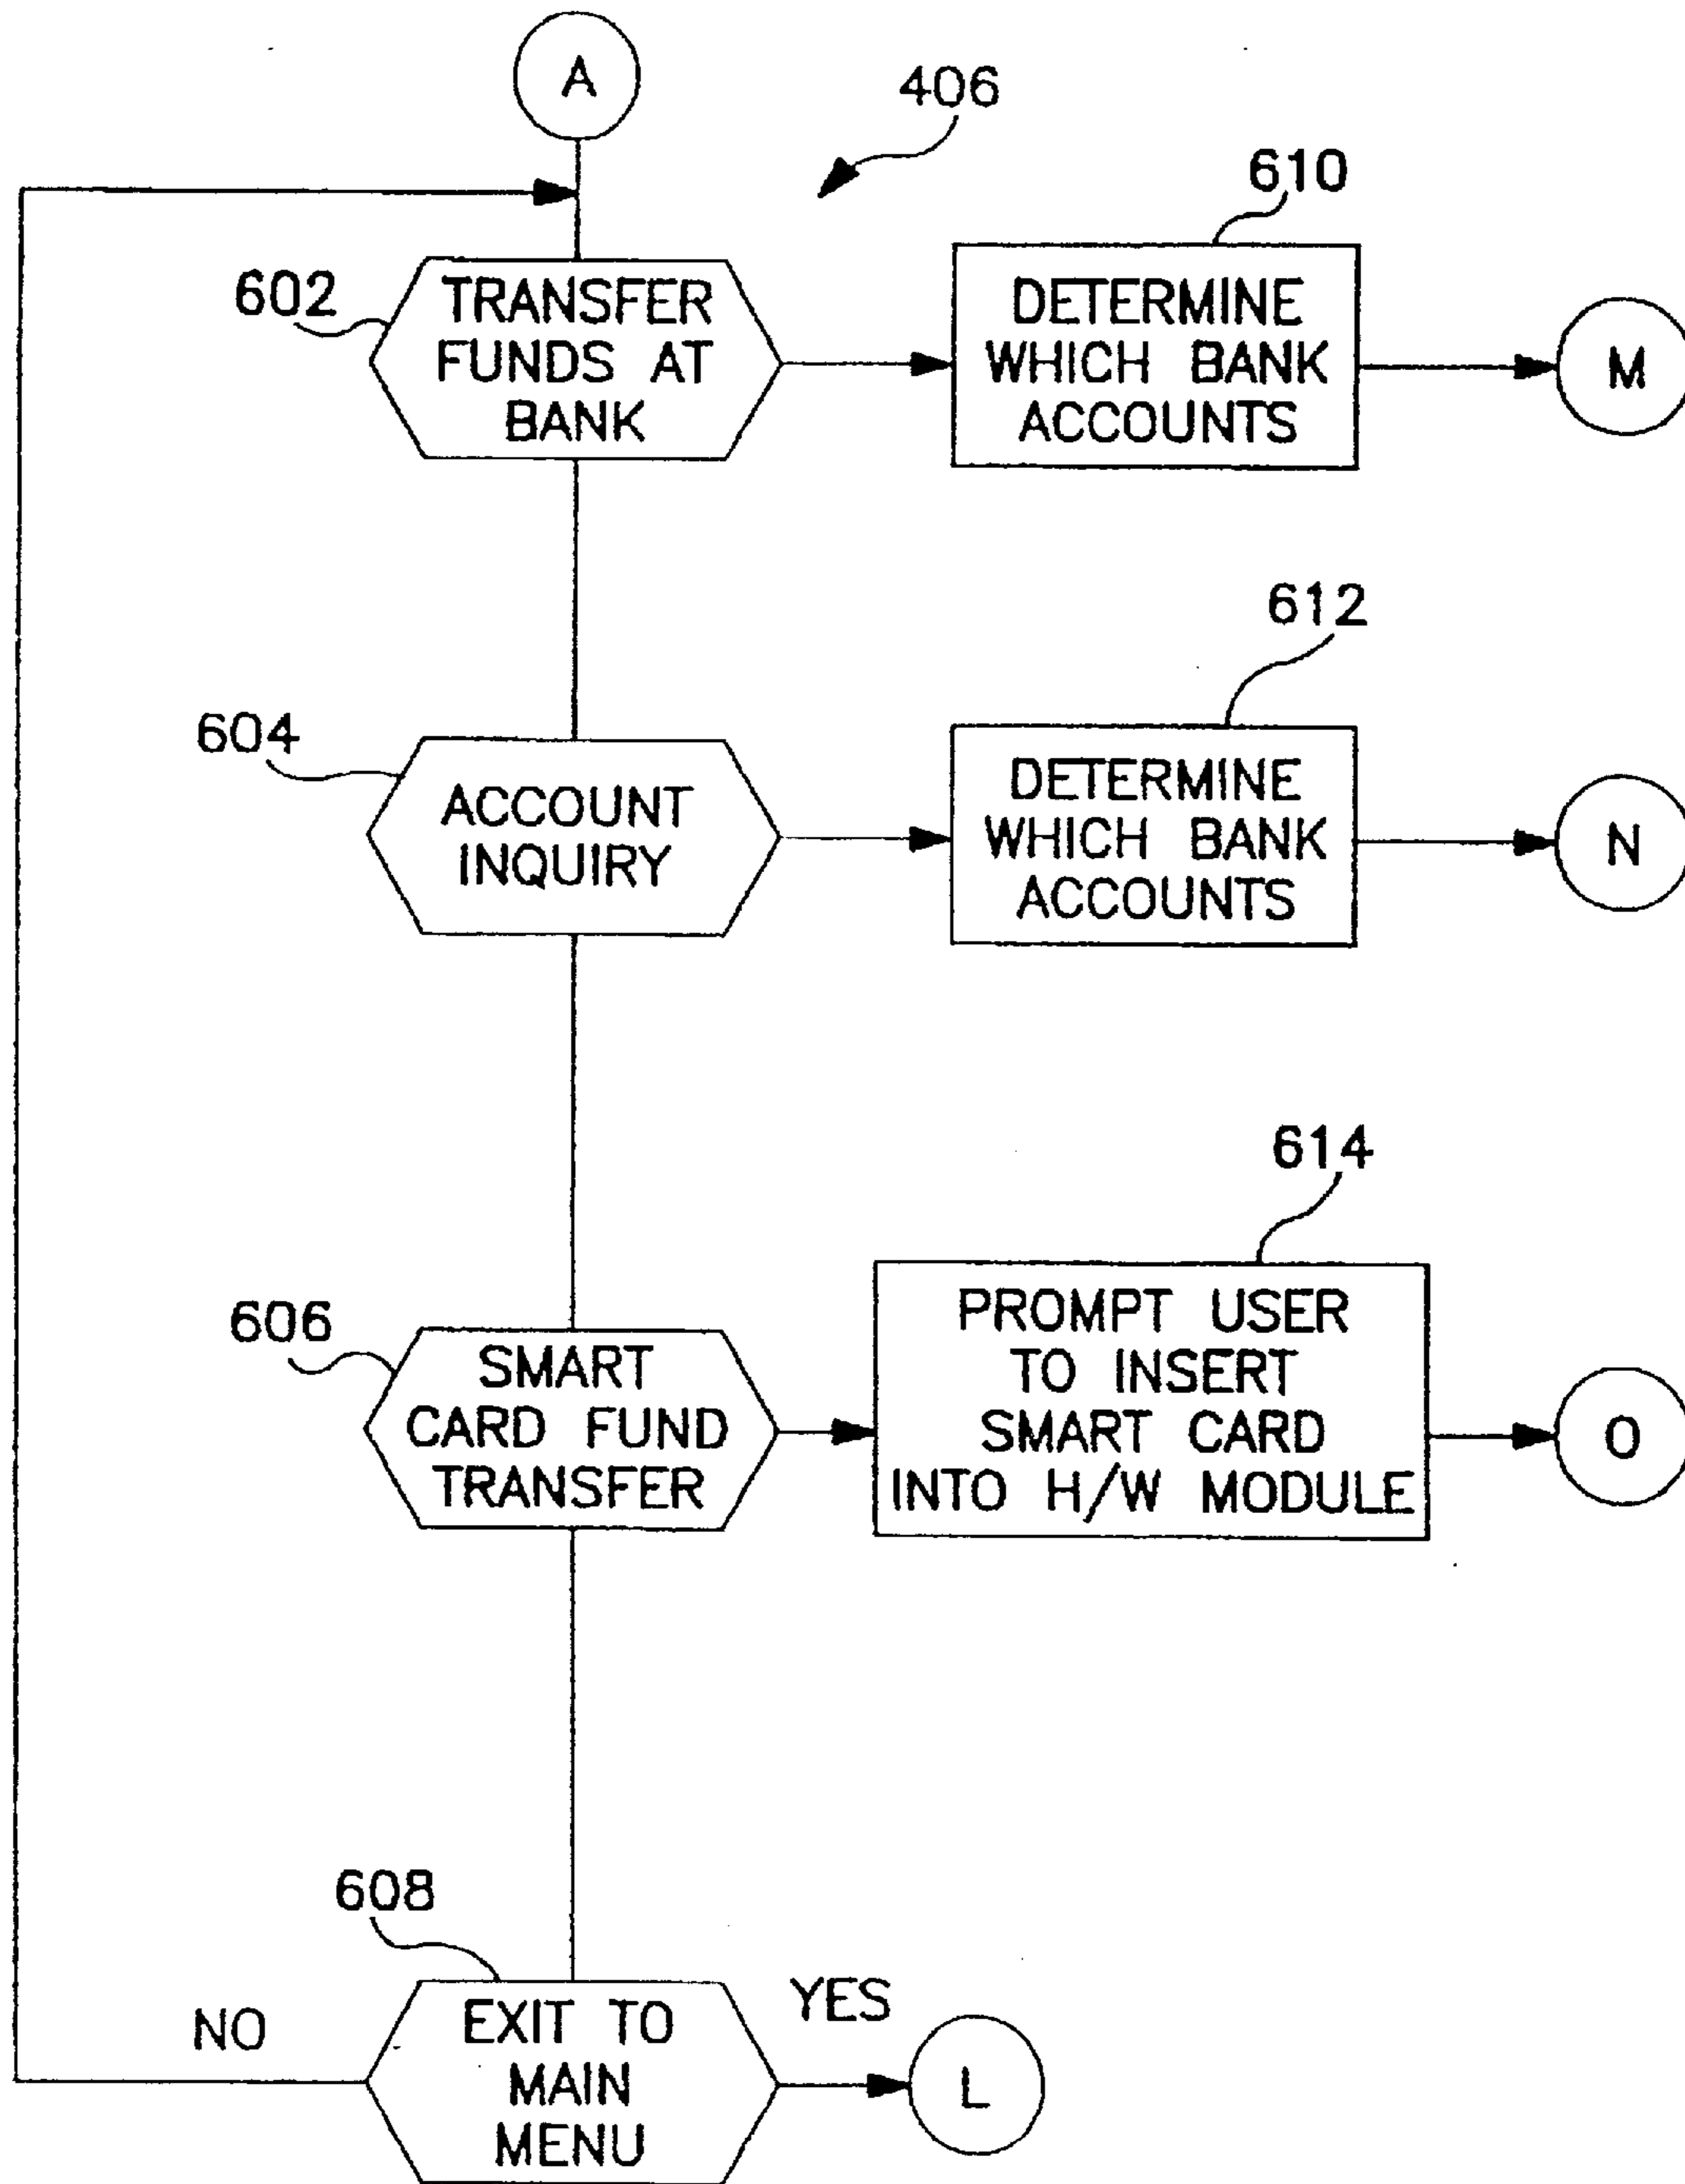 A
406
610
602
TRANSFER
FUNDS AT
BANK
DETERMINE
WHICH BANK
ACCOUNTS
M
612
604
ACCOUNT
INQUIRY
DETERMINE
WHICH BANK
ACCOUNTS
N
614
606
SMART
CARD FUND
TRANSFER
PROMPT USER
TO INSERT
SMART CARD
INTO H/W MODULE
O
608
NO
EXIT TO
MAIN
MENU
YES
L